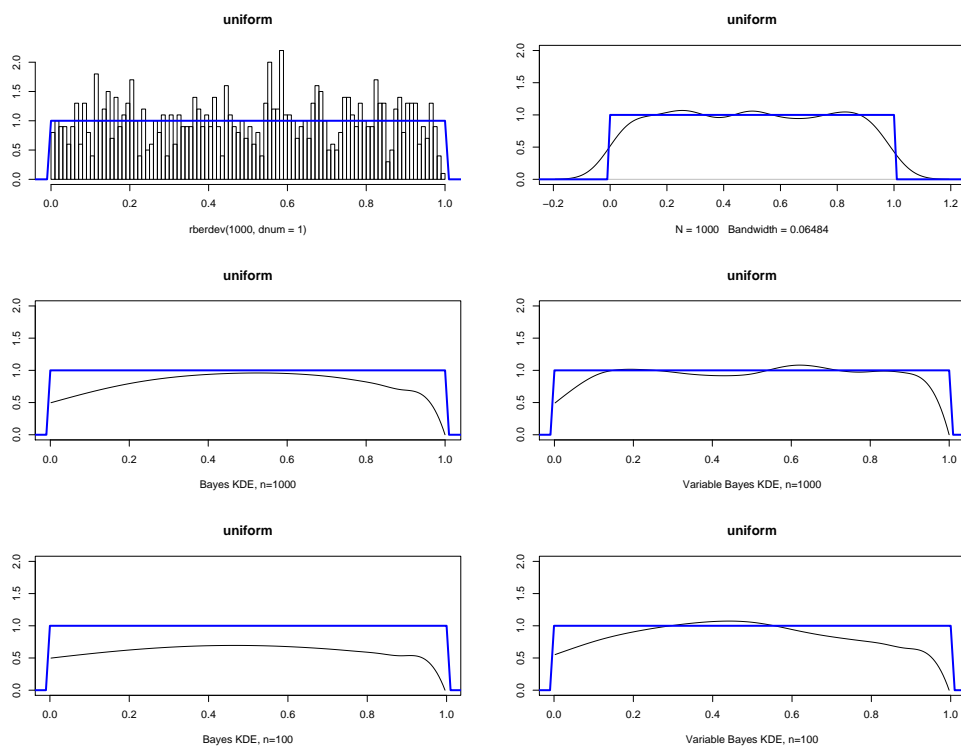 uniform
2.0
1.5
1.0
0.5
0.0
0.0 0.2 0.4 0.6 0.8 1.0
rberdev(1000, dnum = 1)
uniform
2.0
1.5
1.0
0.5
0.0
−0.2 0.0 0.2 0.4 0.6 0.8 1.0 1.2
N = 1000 Bandwidth = 0.06484
uniform
2.0
1.5
1.0
0.5
0.0
0.0 0.2 0.4 0.6 0.8 1.0
Bayes KDE, n=1000
uniform
2.0
1.5
1.0
0.5
0.0
0.0 0.2 0.4 0.6 0.8 1.0
Variable Bayes KDE, n=1000
uniform
2.0
1.5
1.0
0.5
0.0
0.0 0.2 0.4 0.6 0.8 1.0
Bayes KDE, n=100
uniform
2.0
1.5
1.0
0.5
0.0
0.0 0.2 0.4 0.6 0.8 1.0
Variable Bayes KDE, n=100